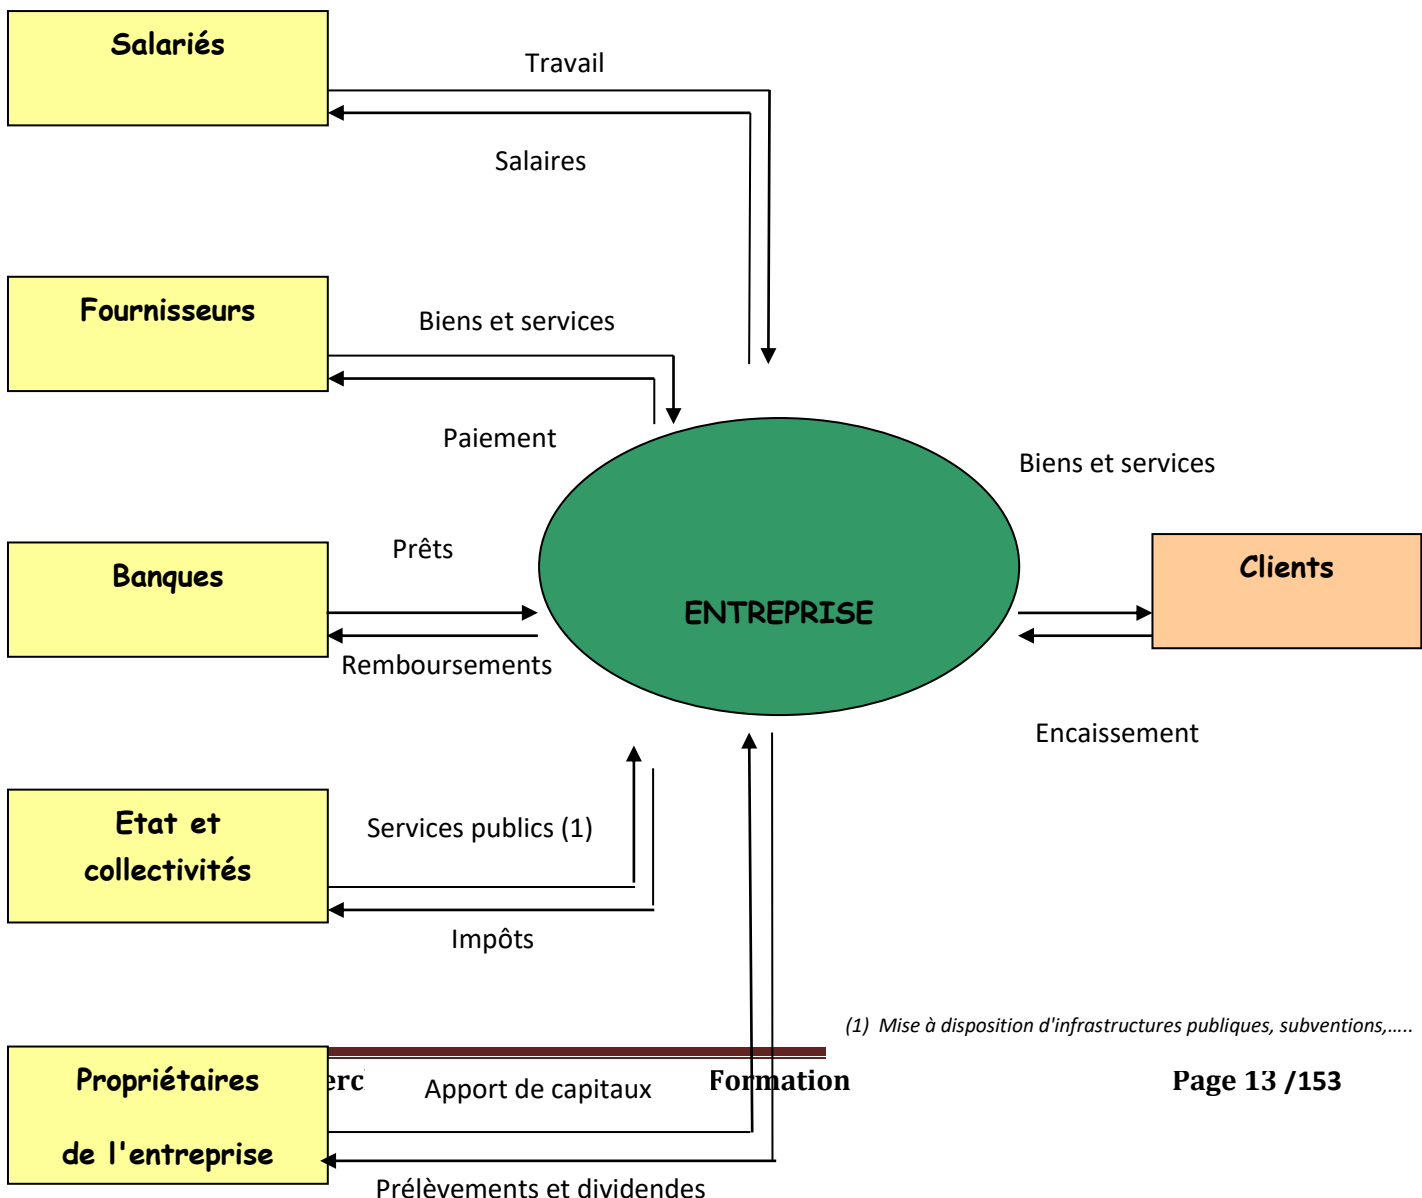 Salariés
Travail
Salaires
Fournisseurs
Biens et services
Paiement
Biens et services
Prêts
Banques
Clients
ENTREPRISE
Remboursements
Encaissement
Etat et
collectivités
Services publics (1)
Impôts
(1) Mise à disposition d'infrastructures publiques, subventions,.....
Propriétaires
de l'entreprise
Apport de capitaux
Formation
Page 13 /153
Prélèvements et dividendes